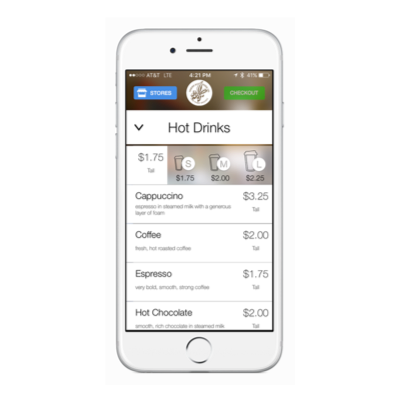 AT&T LTE 4:21 PM 41%
STORES
CHECKOUT
Hot Drinks
$1.75
Tall
S
M
L
$1.75 $2.00 $2.25
Cappuccino $3.25
espresso in steamed milk with a generous Tall
layer of foam
Coffee $2.00
fresh, hot roasted coffee Tall
Espresso $1.75
very bold, smooth, strong coffee Tall
Hot Chocolate $2.00
smooth, rich chocolate in steamed milk Tall